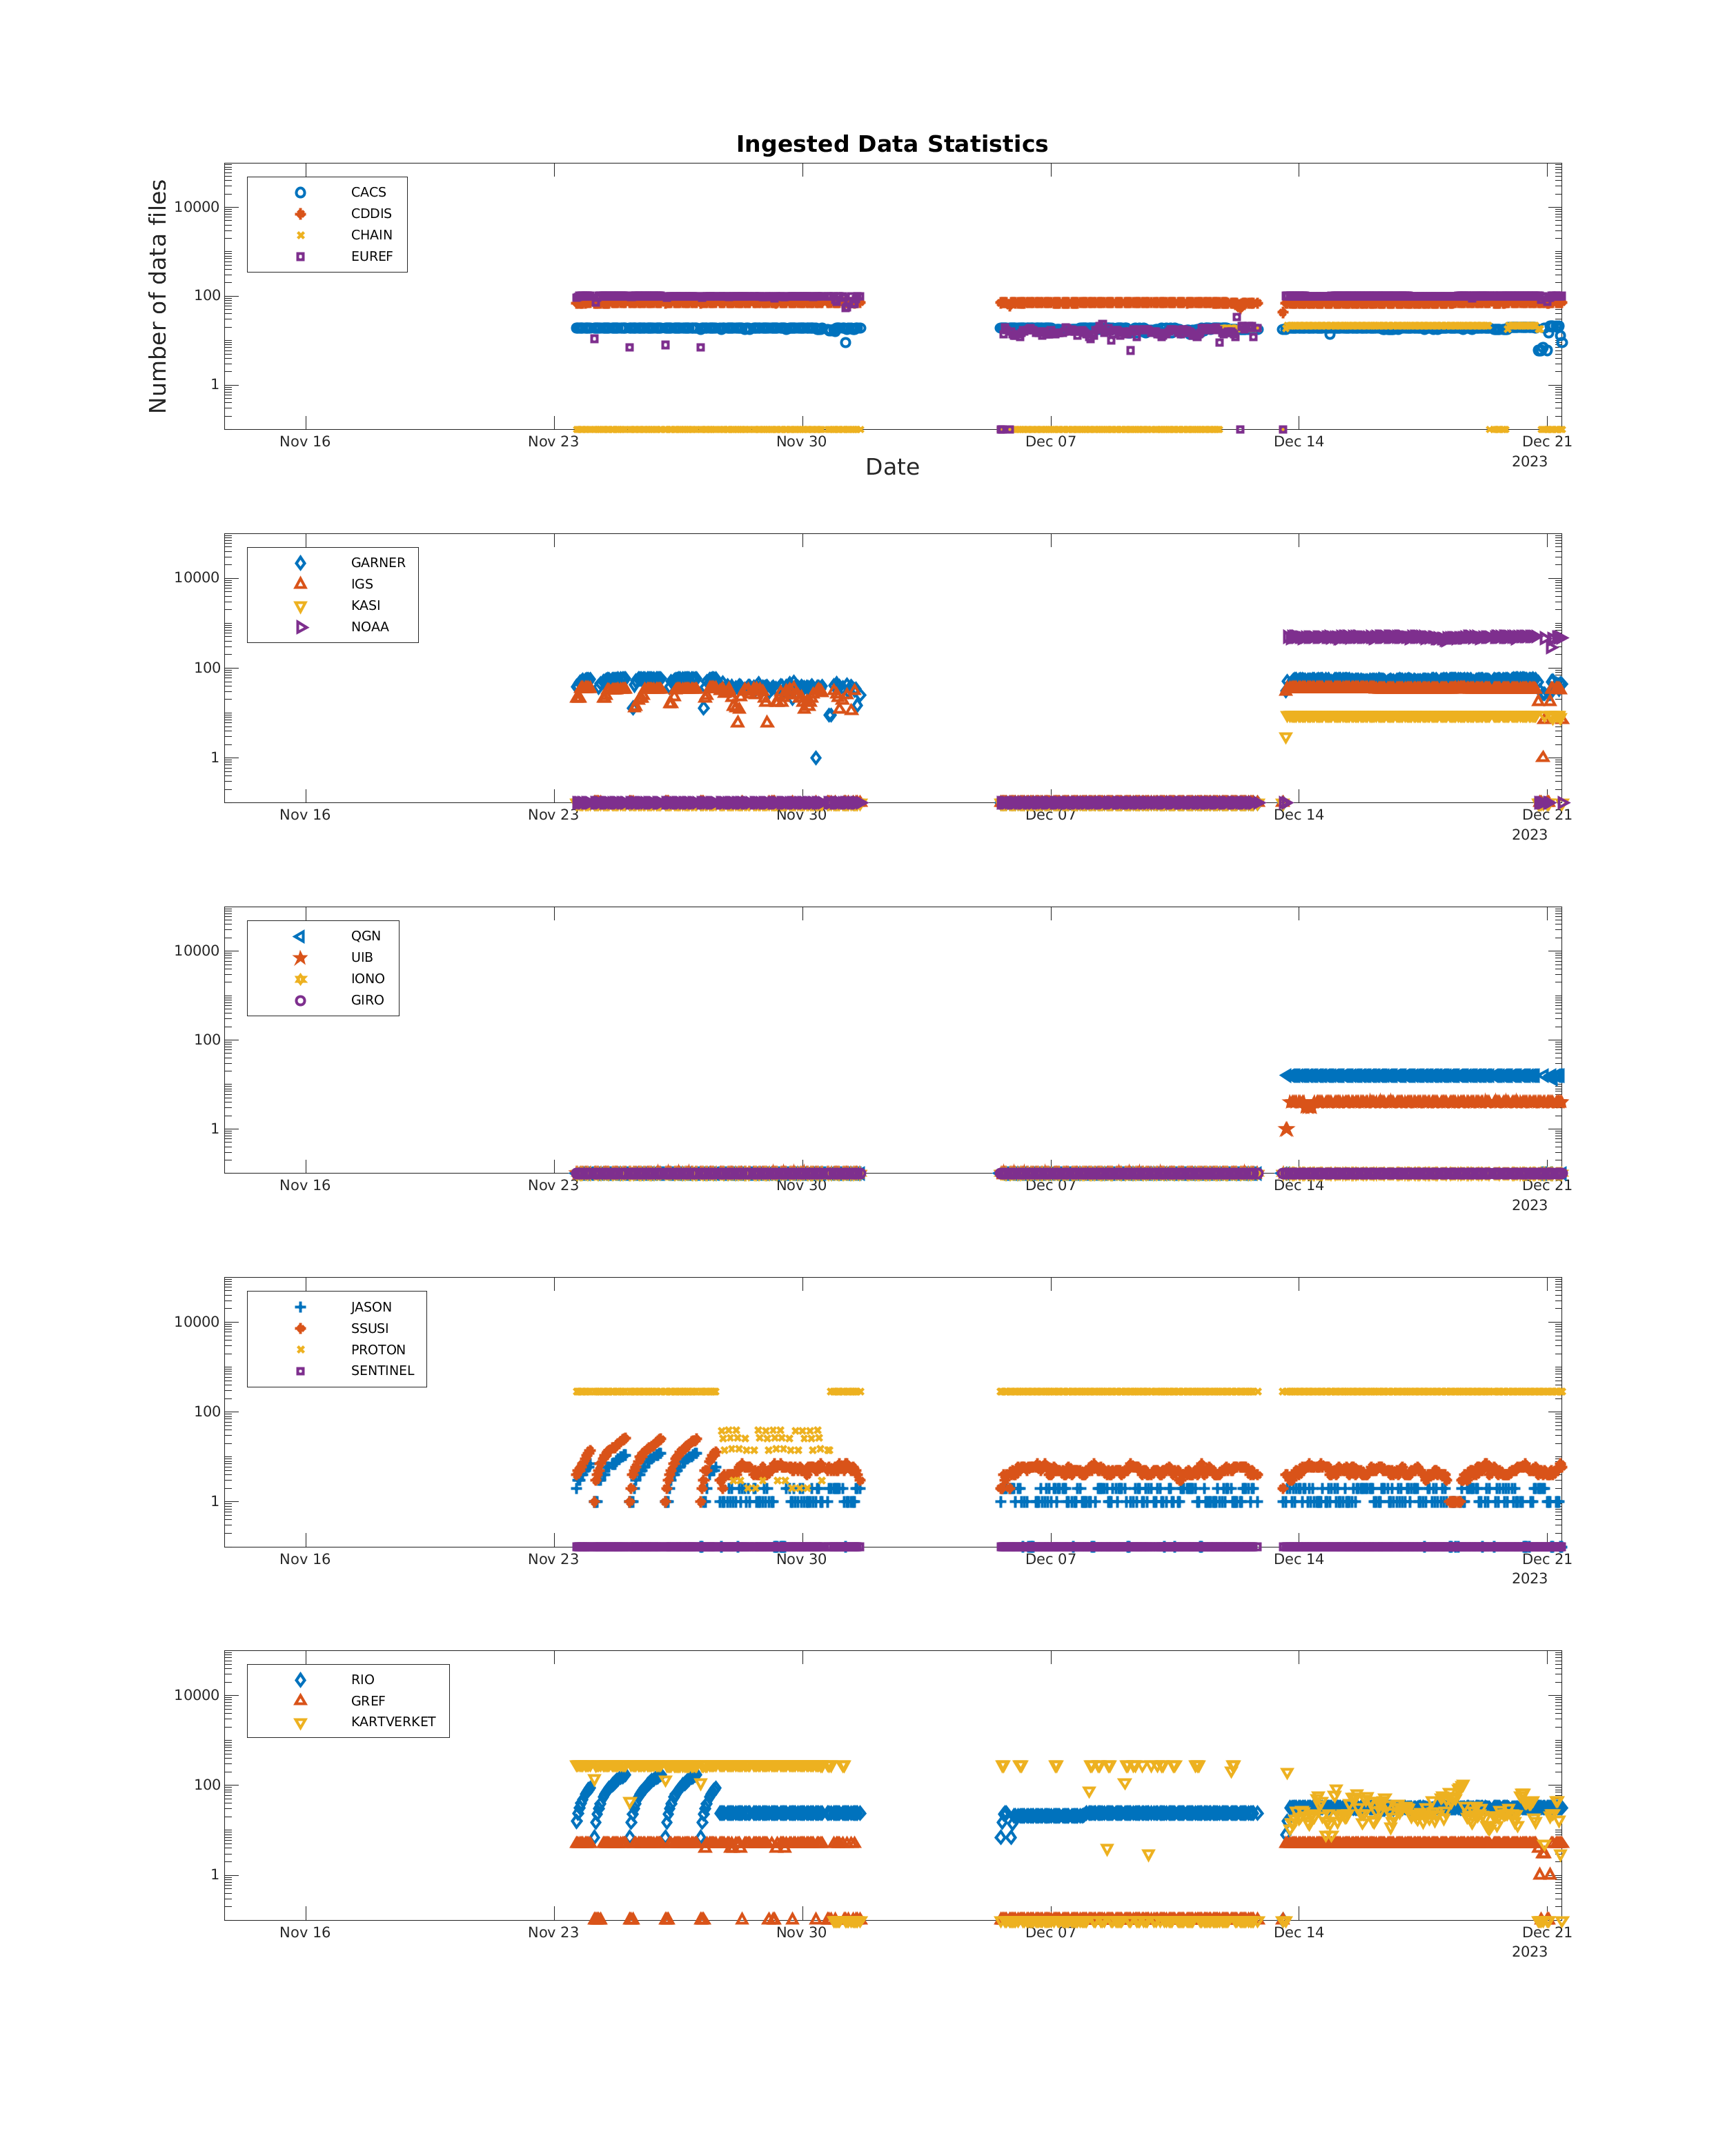 Ingested Data Statistics
Number of data files
10000
100
1
CACS
CDDIS
CHAIN
EUREF
Nov 16
Nov 23
Nov 30
Dec 07
Dec 14
Dec 21
2023
Date
10000
100
1
GARNER
IGS
KASI
NOAA
Nov 16
Nov 23
Nov 30
Dec 07
Dec 14
Dec 21
2023
10000
100
1
QGN
UIB
IONO
GIRO
Nov 16
Nov 23
Nov 30
Dec 07
Dec 14
Dec 21
2023
10000
100
1
JASON
SSUSI
PROTON
SENTINEL
Nov 16
Nov 23
Nov 30
Dec 07
Dec 14
Dec 21
2023
10000
100
1
RIO
GREF
KARTVERKET
Nov 16
Nov 23
Nov 30
Dec 07
Dec 14
Dec 21
2023